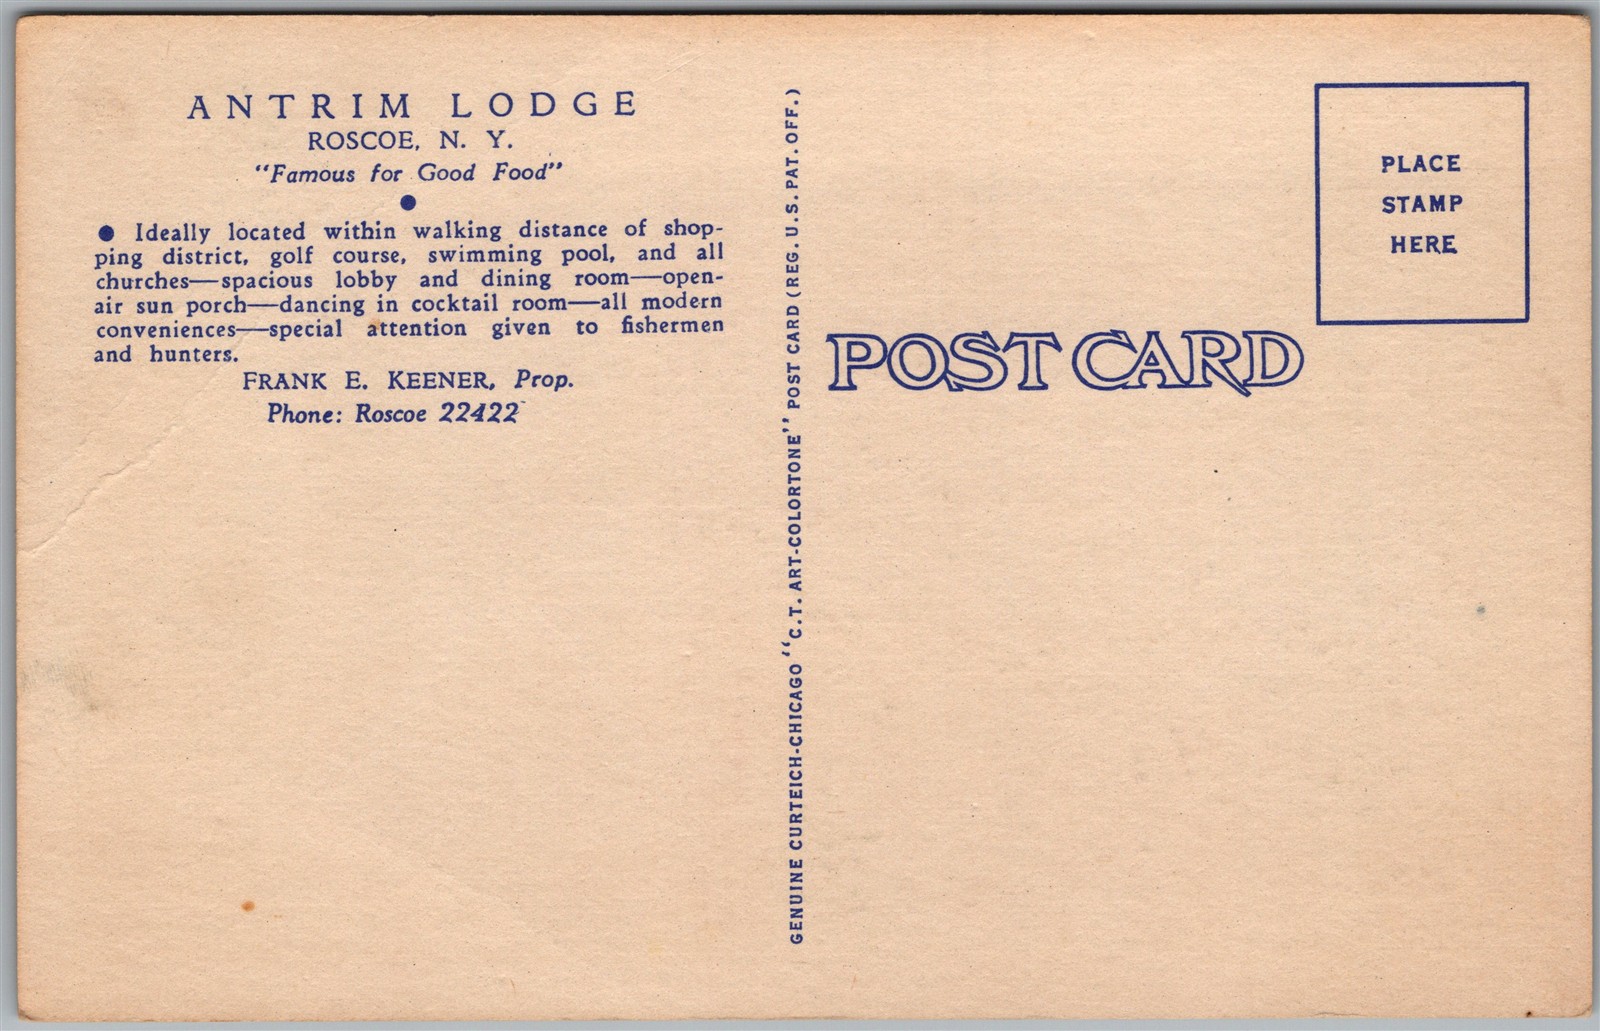 ANTRIM LODGE
ROSCOE, N. Y.
"Famous for Good Food"
● Ideally located within walking distance of shop-
ping district, golf course, swimming pool, and all
churches—spacious lobby and dining room—open-
air sun porch—dancing in cocktail room—all modern
conveniences—special attention given to fishermen
and hunters.
FRANK E. KEENER, Prop.
Phone: Roscoe 22422
GENUINE CURTEICH-CHICAGO "C.T. ART-COLORTONE" POST CARD (REG. U.S. PAT. OFF.)
POST CARD
PLACE
STAMP
HERE